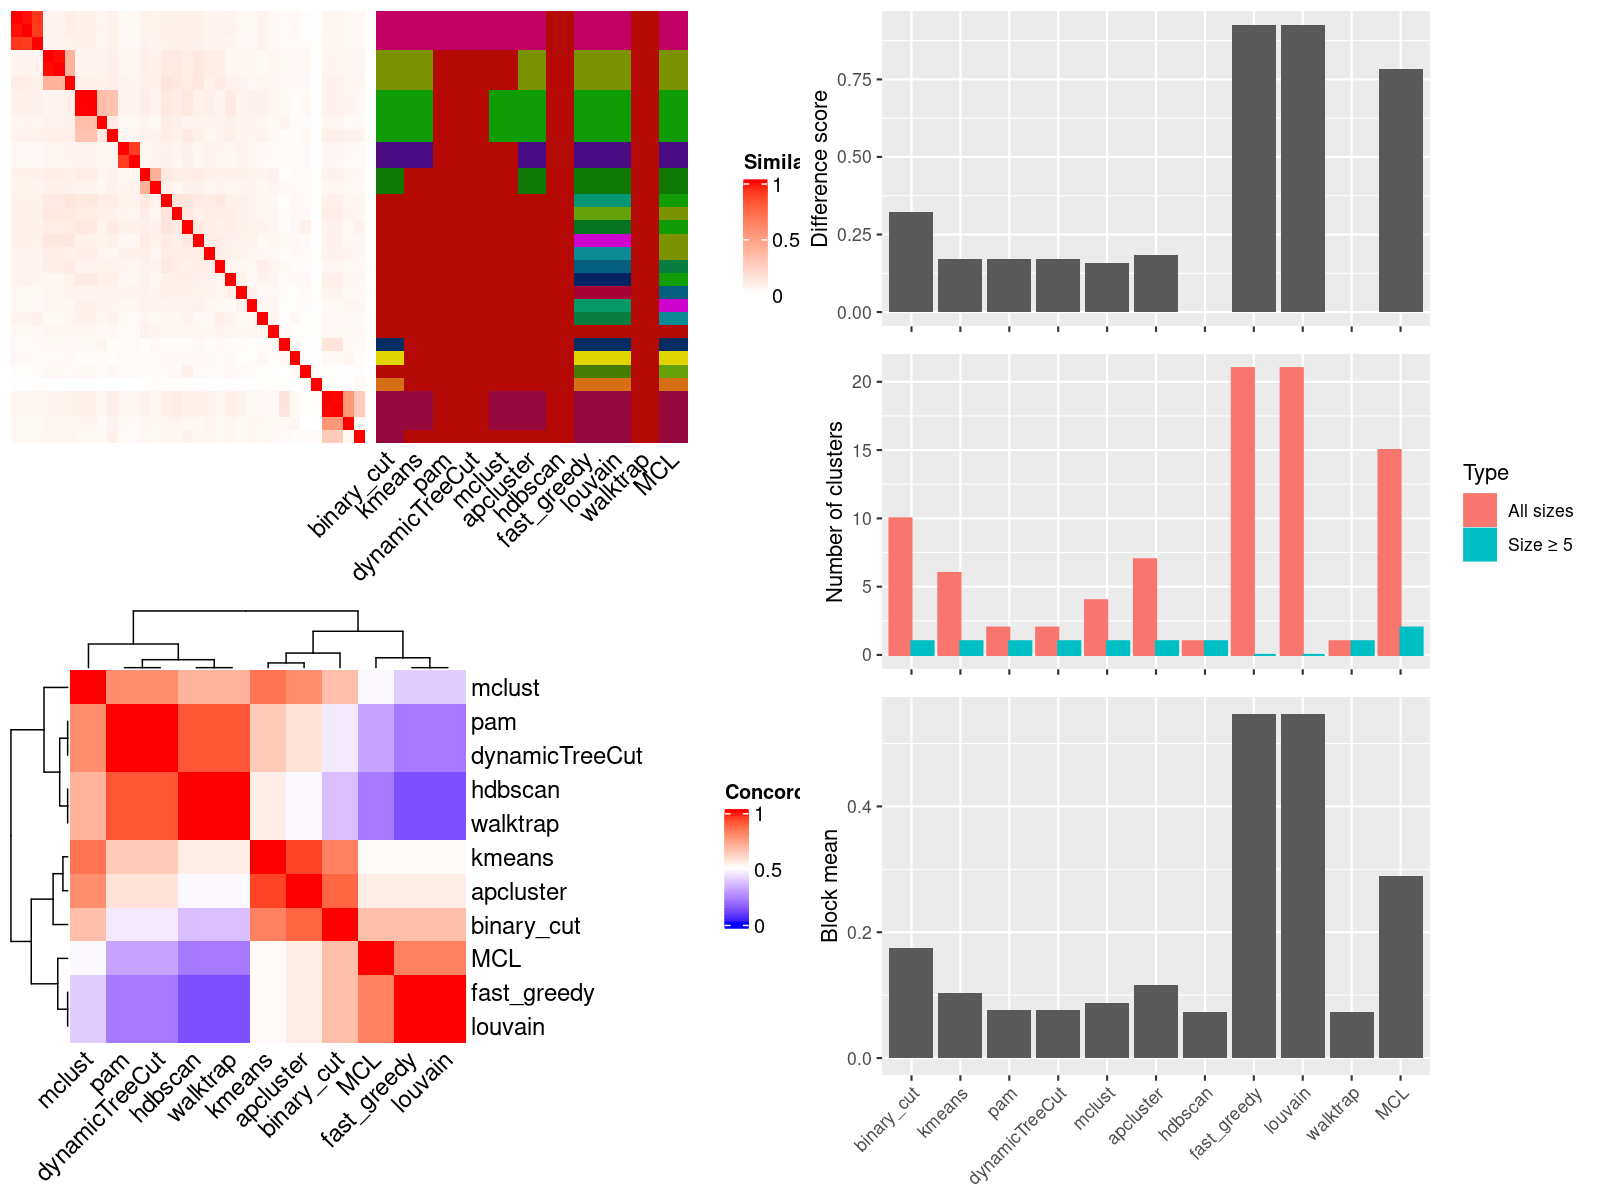 Simila
1
0.5
0
binary_cut
kmeans
pam
dynamicTreeCut
mclust
apcluster
hdbscan
fast_greedy
louvain
walktrap
MCL
mclust
pam
dynamicTreeCut
hdbscan
walktrap
kmeans
apcluster
binary_cut
MCL
fast_greedy
louvain
Concord
1
0.5
0
mclust
pam
dynamicTreeCut
hdbscan
walktrap
kmeans
apcluster
binary_cut
MCL
fast_greedy
louvain
Difference score
0.75
0.50
0.25
0.00
Number of clusters
20
15
10
5
0
Type
All sizes
Size ≥ 5
Block mean
0.4
0.2
0.0
binary_cut
kmeans
pam
dynamicTreeCut
mclust
apcluster
hdbscan
fast_greedy
louvain
walktrap
MCL